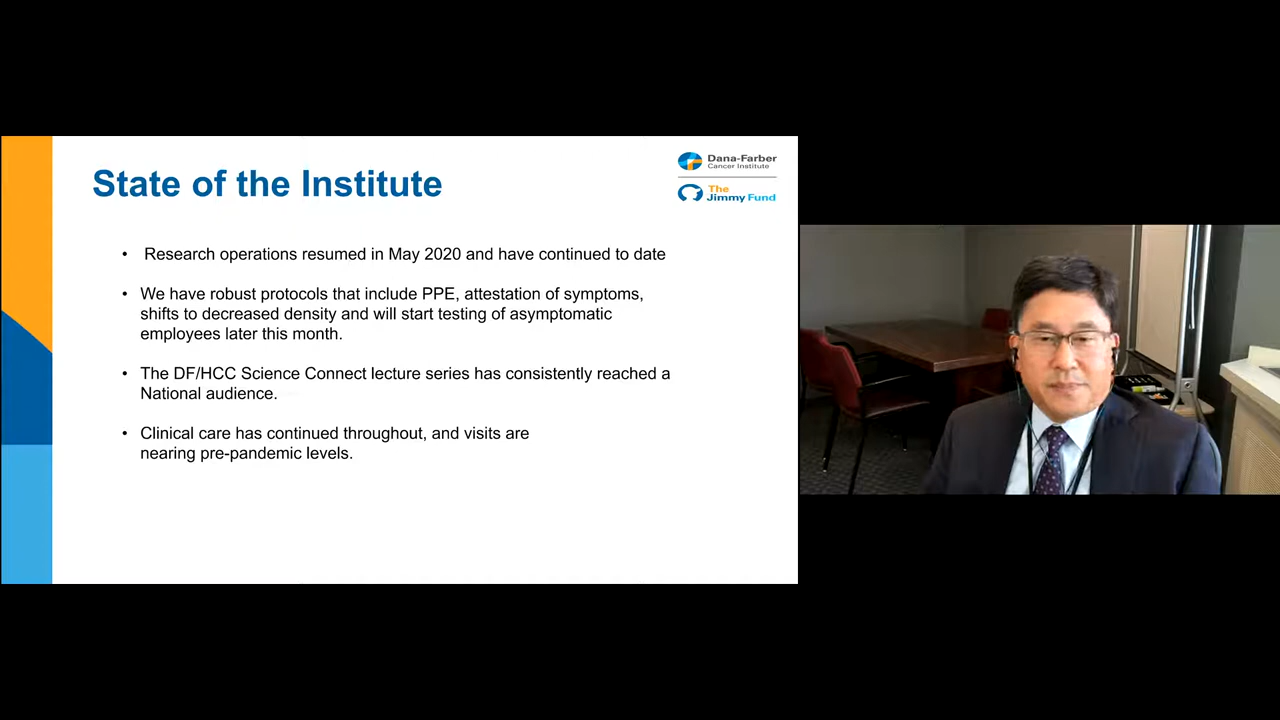 State of the Institute
Dana-Farber
Cancer Institute
The
Jimmy Fund
• Research operations resumed in May 2020 and have continued to date
• We have robust protocols that include PPE, attestation of symptoms,
shifts to decreased density and will start testing of asymptomatic
employees later this month.
• The DF/HCC Science Connect lecture series has consistently reached a
National audience.
• Clinical care has continued throughout, and visits are
nearing pre-pandemic levels.